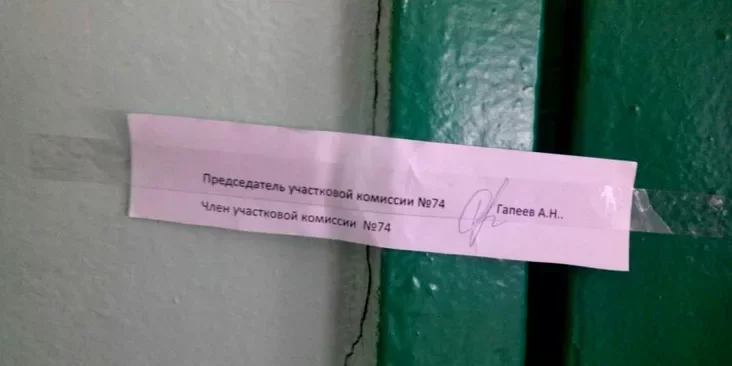 Председатель участковой комиссии №74 Гапеев А.Н..
Член участковой комиссии №74